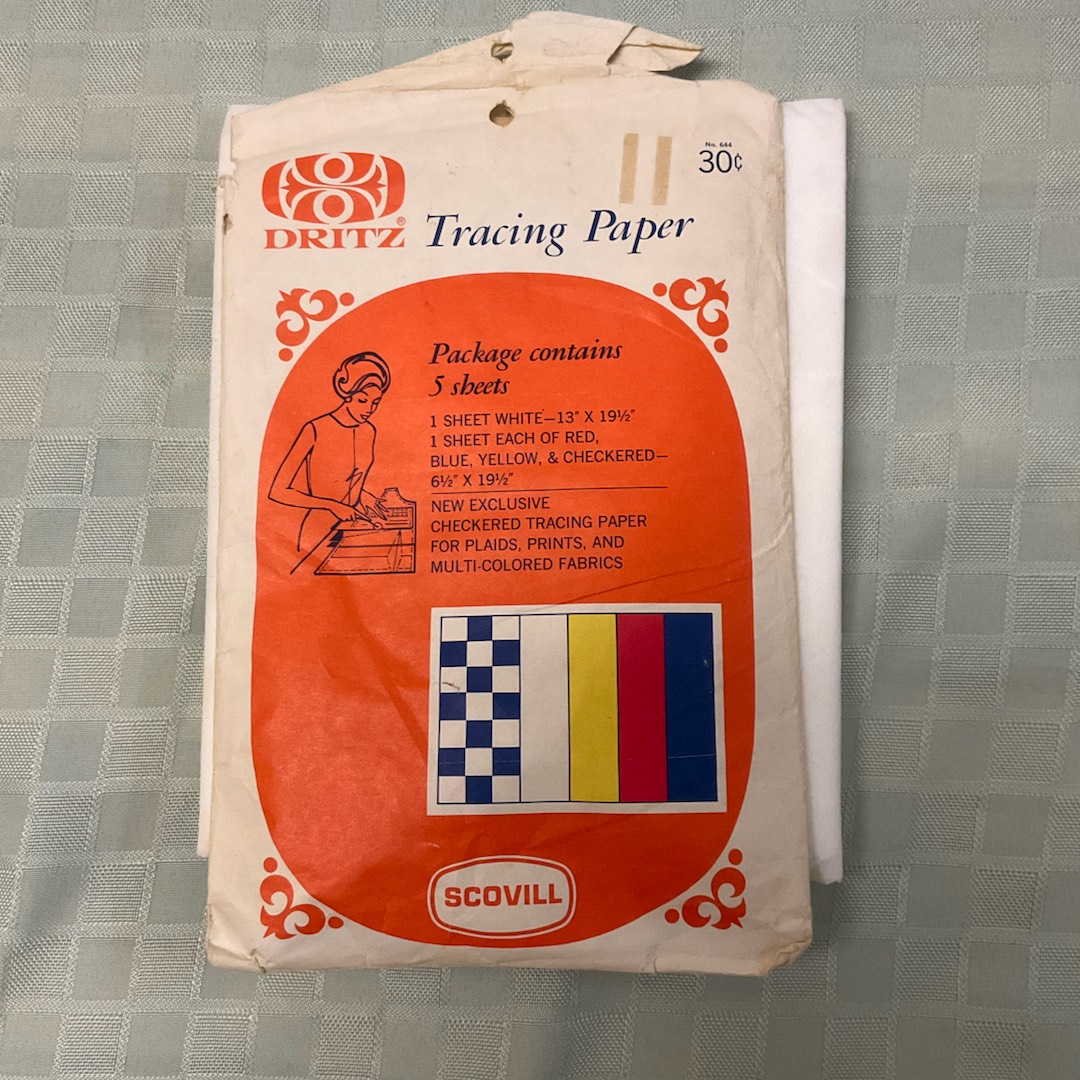 No. 644
30¢
DRITZ®
Tracing Paper
Package contains
5 sheets
1 SHEET WHITE—13" X 19½"
1 SHEET EACH OF RED,
BLUE, YELLOW, & CHECKERED—
6½" X 19½"
NEW EXCLUSIVE
CHECKERED TRACING PAPER
FOR PLAIDS, PRINTS, AND
MULTI-COLORED FABRICS
SCOVILL